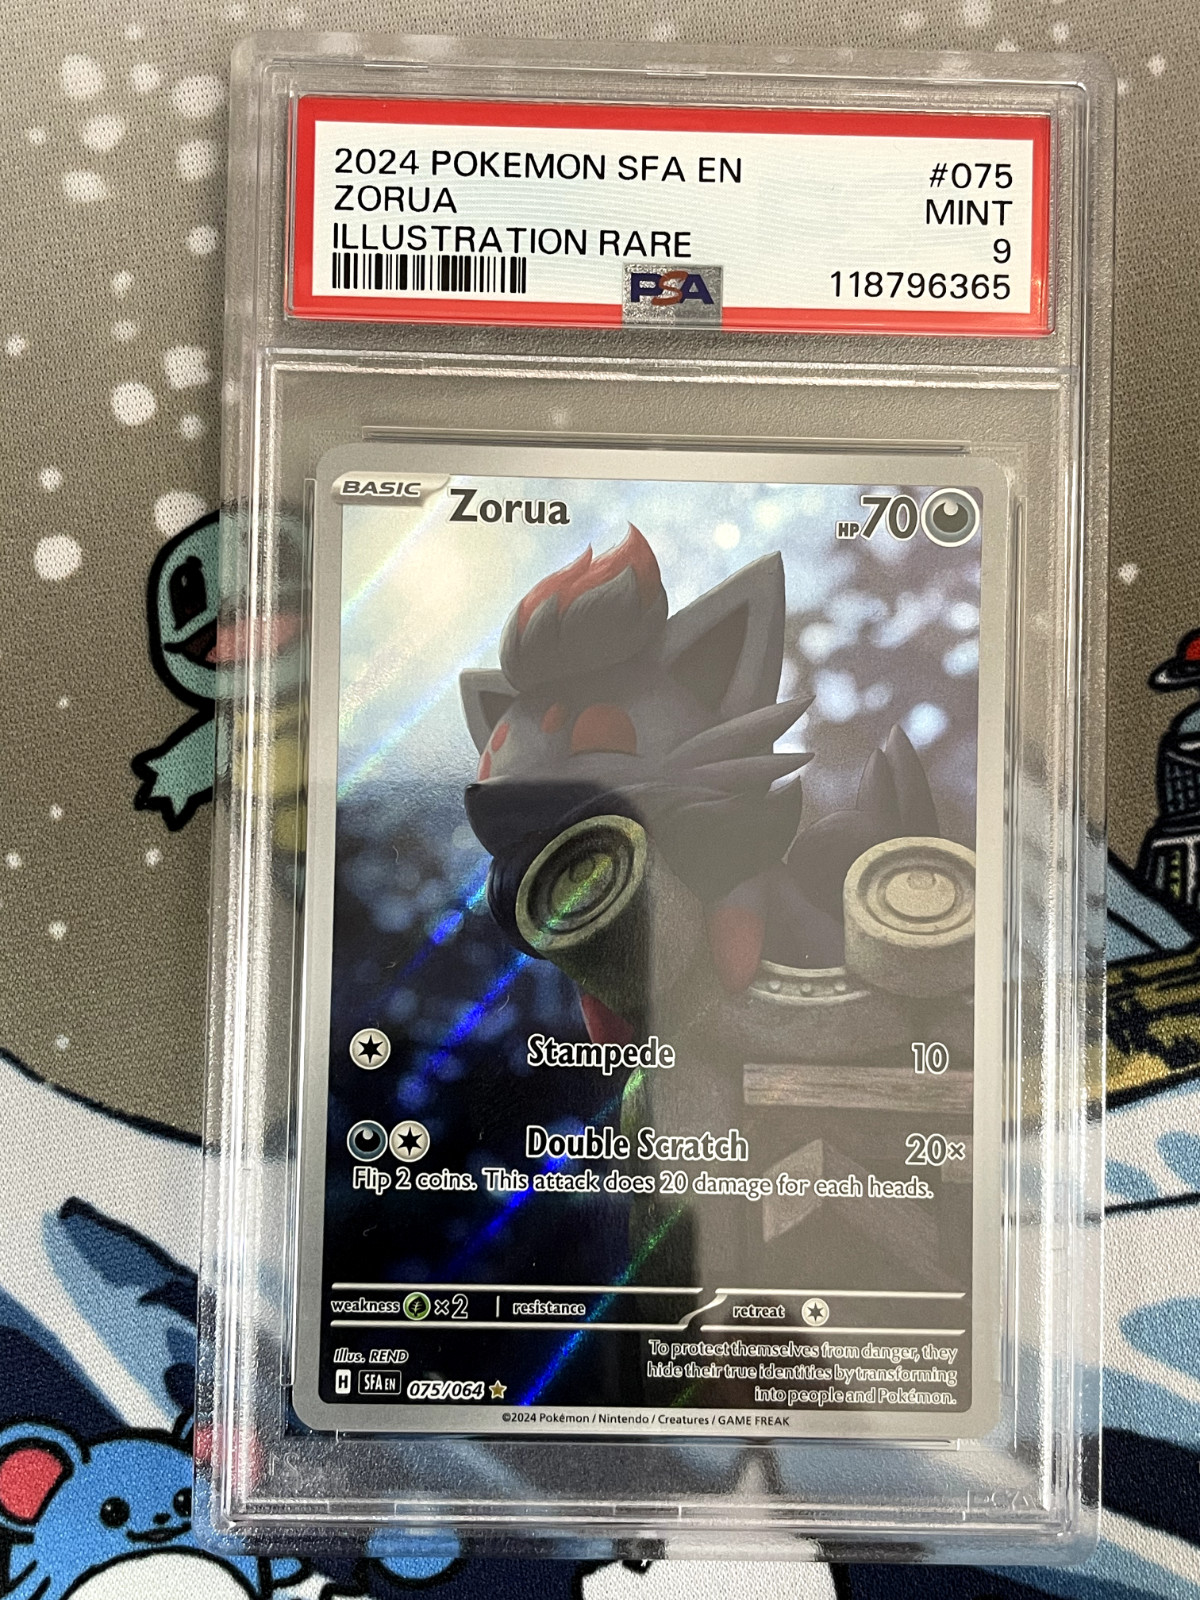 2024 POKEMON SFA EN #075
ZORUA MINT
ILLUSTRATION RARE 9
PSA 118796365
BASIC Zorua HP 70
Stampede 10
Double Scratch 20×
Flip 2 coins. This attack does 20 damage for each heads.
weakness ×2 resistance retreat
Illus. REND
To protect themselves from danger, they
hide their true identities by transforming
into people and Pokémon.
H SFA EN 075/064
©2024 Pokémon / Nintendo / Creatures / GAME FREAK